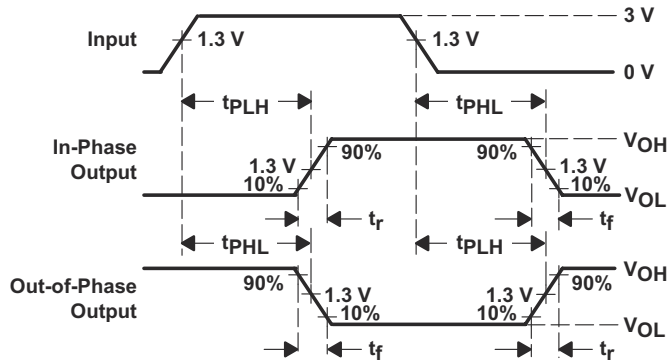 3 V
Input
1.3 V
1.3 V
0 V
tPLH
tPHL
In-Phase
Output
VOH
90%
90%
1.3 V
1.3 V
10%
10%
VOL
tr
tf
tPHL
tPLH
Out-of-Phase
Output
VOH
90%
90%
1.3 V
1.3 V
10%
10%
VOL
tf
tr